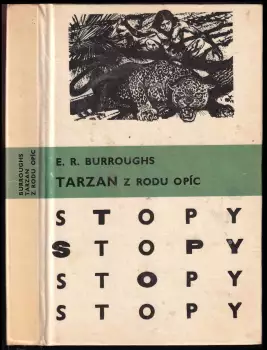 BURROUGHS
TARZAN
Z RODU OPÍC
E. R. BURROUGHS
TARZAN Z RODU OPÍC
STOPY
STOPY
STOPY
STOPY